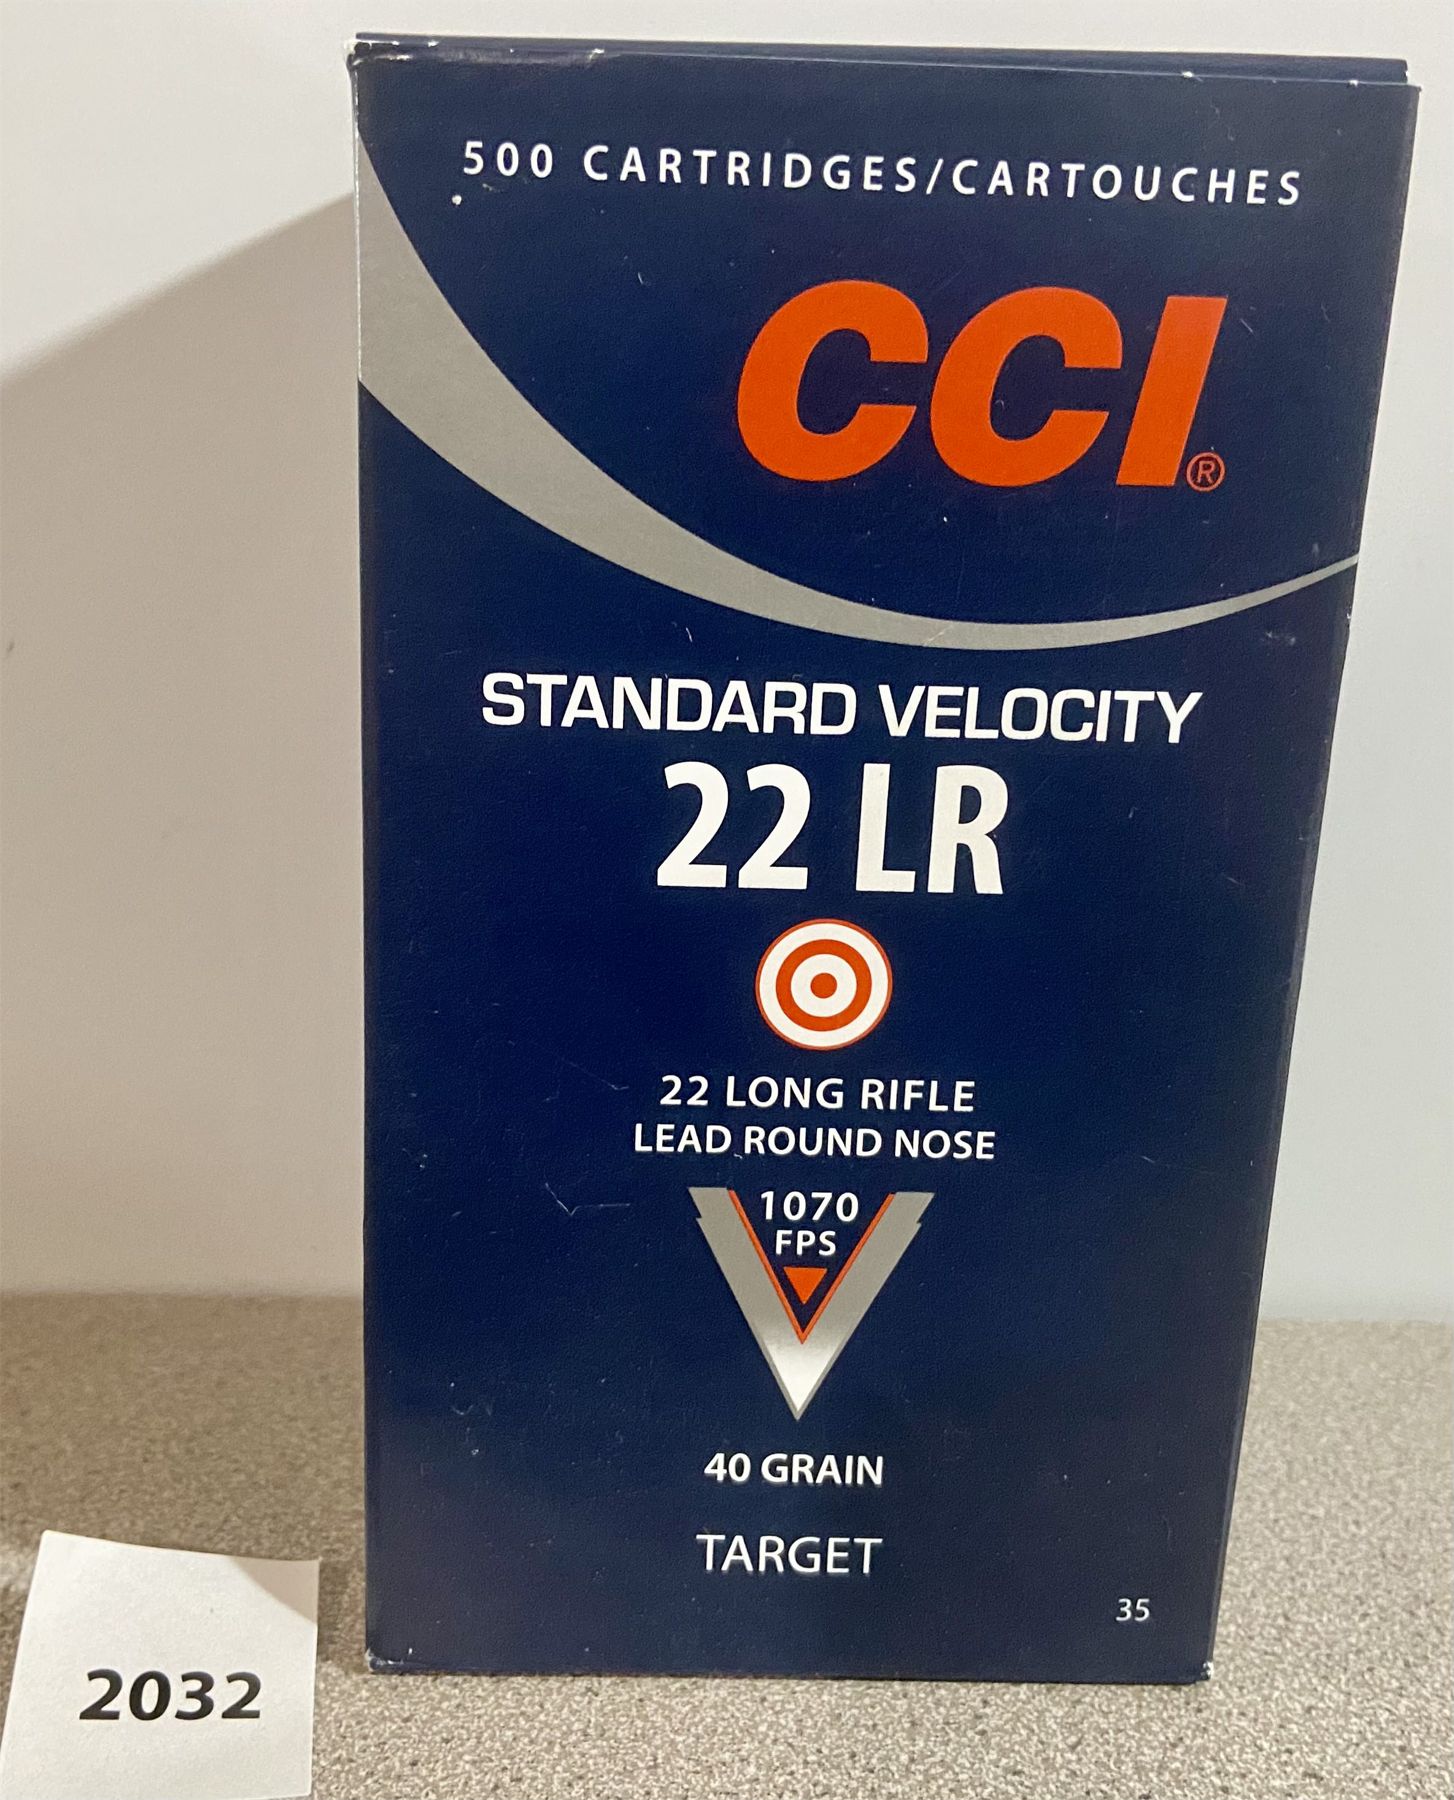 500 CARTRIDGES/CARTOUCHES
CCI®
STANDARD VELOCITY
22 LR
22 LONG RIFLE
LEAD ROUND NOSE
1070
FPS
40 GRAIN
TARGET
35
2032